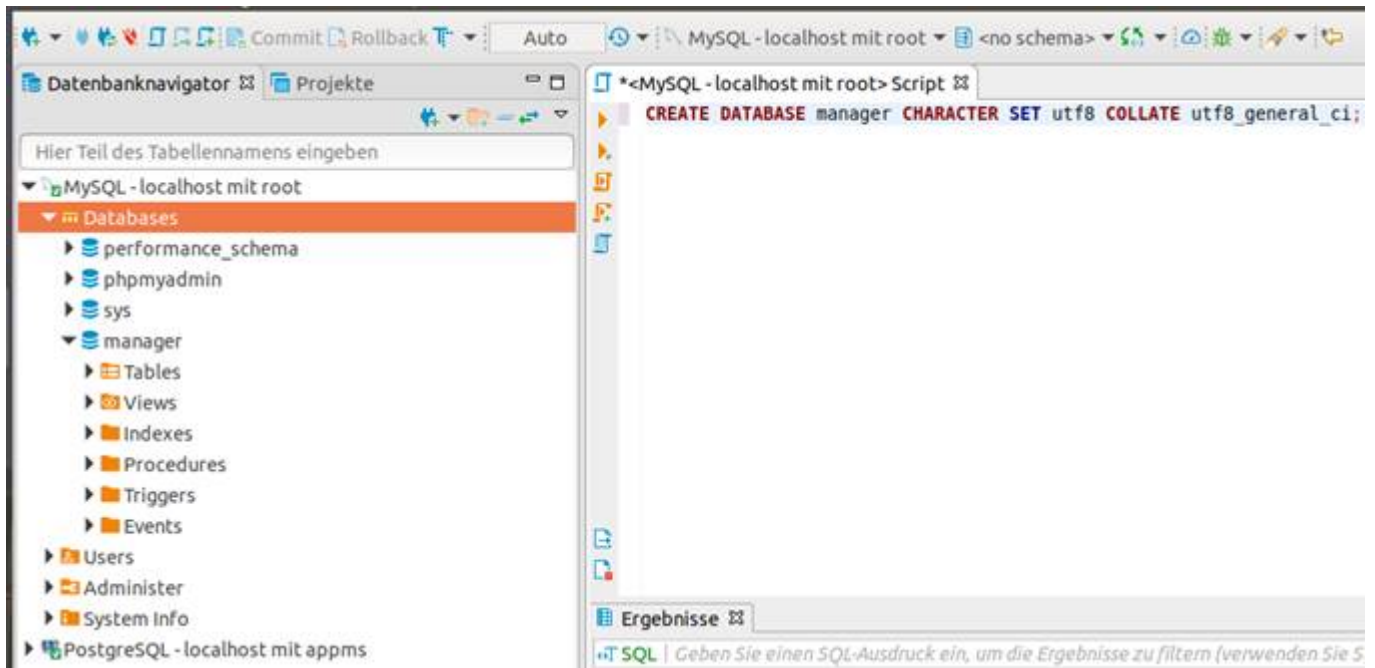 Commit Rollback Auto MySQL - localhost mit root <no schema>
Datenbanknavigator Projekte
Hier Teil des Tabellennamens eingeben
MySQL - localhost mit root
Databases
performance_schema
phpmyadmin
sys
manager
Tables
Views
Indexes
Procedures
Triggers
Events
Users
Administer
System Info
PostgreSQL - localhost mit appms
*<MySQL - localhost mit root> Script
CREATE DATABASE manager CHARACTER SET utf8 COLLATE utf8_general_ci;
Ergebnisse
SQL Geben Sie einen SQL-Ausdruck ein, um die Ergebnisse zu filtern (verwenden Sie S